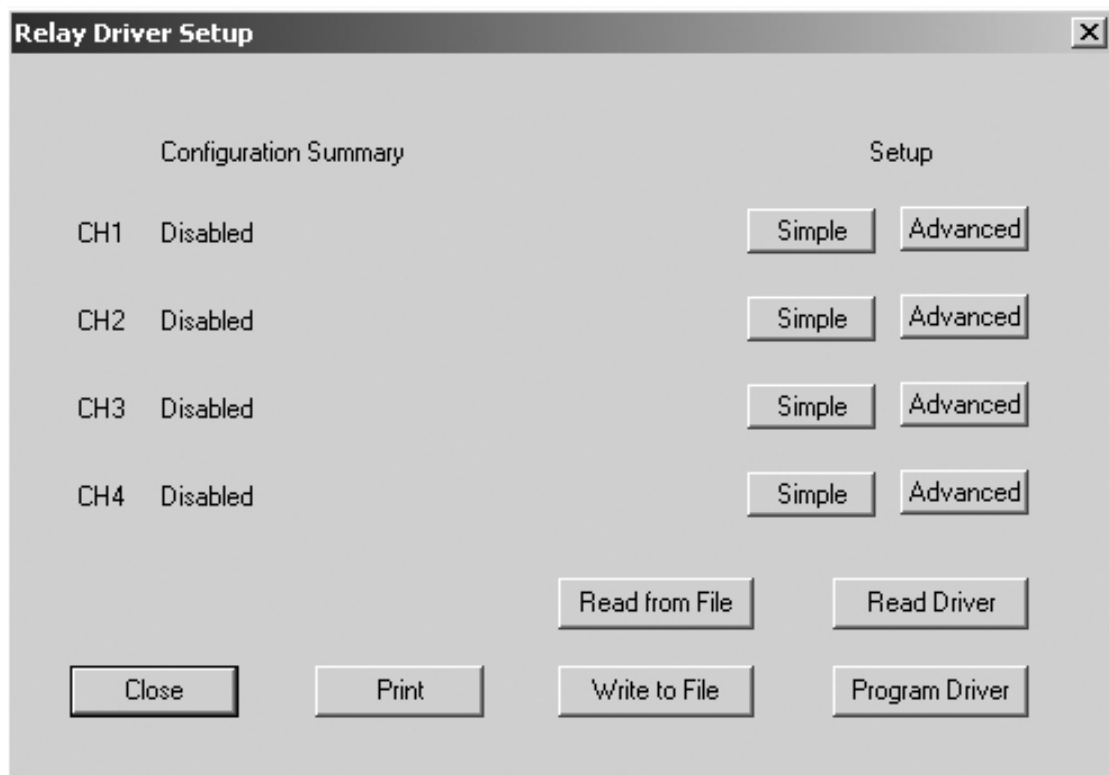 Relay Driver Setup
Configuration Summary Setup
CH1 Disabled Simple Advanced
CH2 Disabled Simple Advanced
CH3 Disabled Simple Advanced
CH4 Disabled Simple Advanced
Read from File Read Driver
Close Print Write to File Program Driver